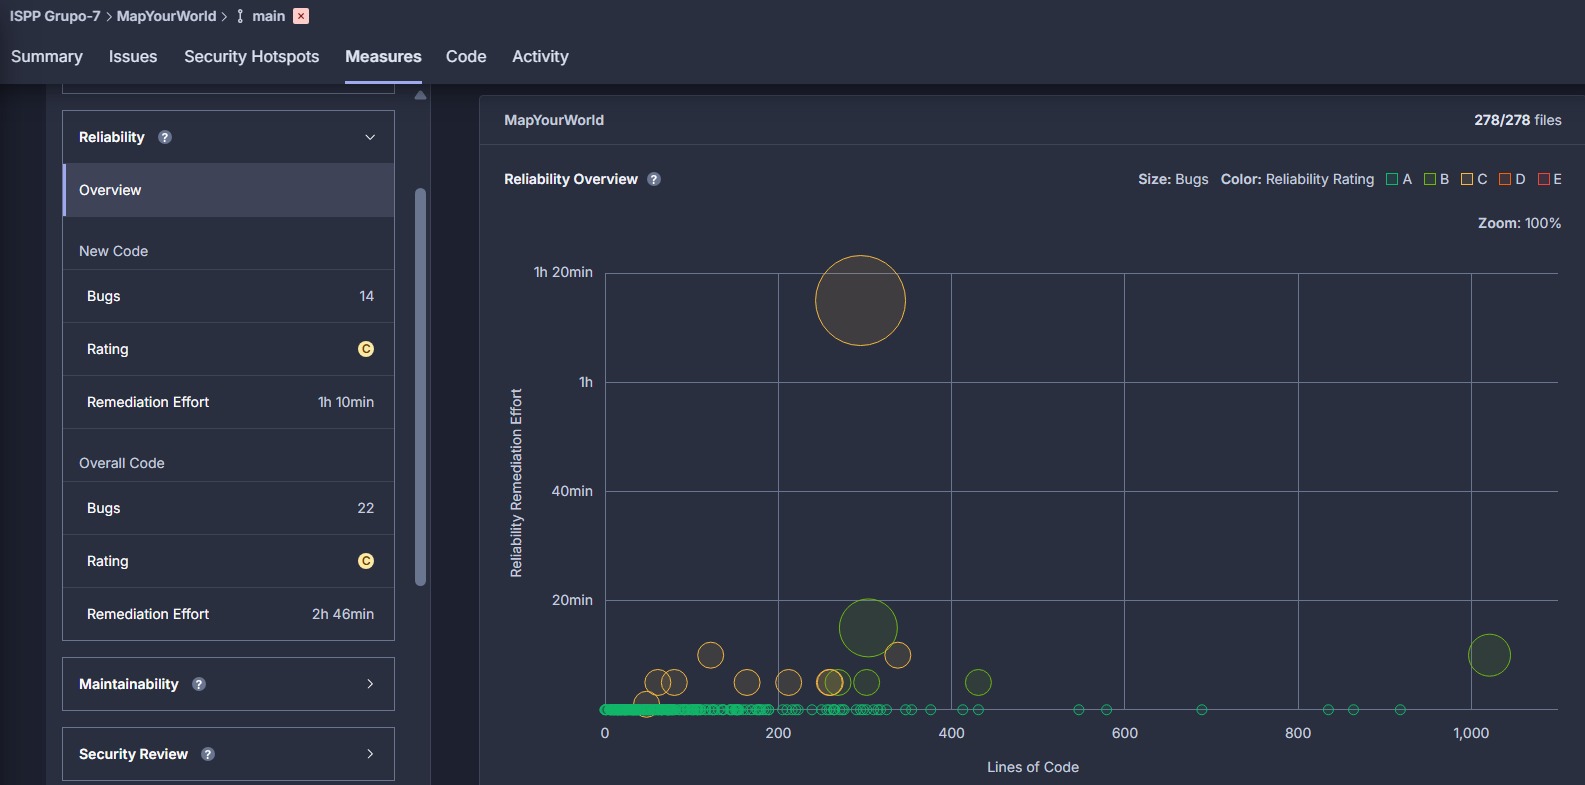 ISPP Grupo-7 > MapYourWorld > main
Summary Issues Security Hotspots Measures Code Activity
Reliability ?
Overview
New Code
Bugs 14
Rating C
Remediation Effort 1h 10min
Overall Code
Bugs 22
Rating C
Remediation Effort 2h 46min
Maintainability ?
Security Review ?
MapYourWorld 278/278 files
Reliability Overview ? Size: Bugs Color: Reliability Rating A B C D E
Zoom: 100%
1h 20min
1h
40min
20min
Reliability Remediation Effort
0 200 400 600 800 1,000
Lines of Code